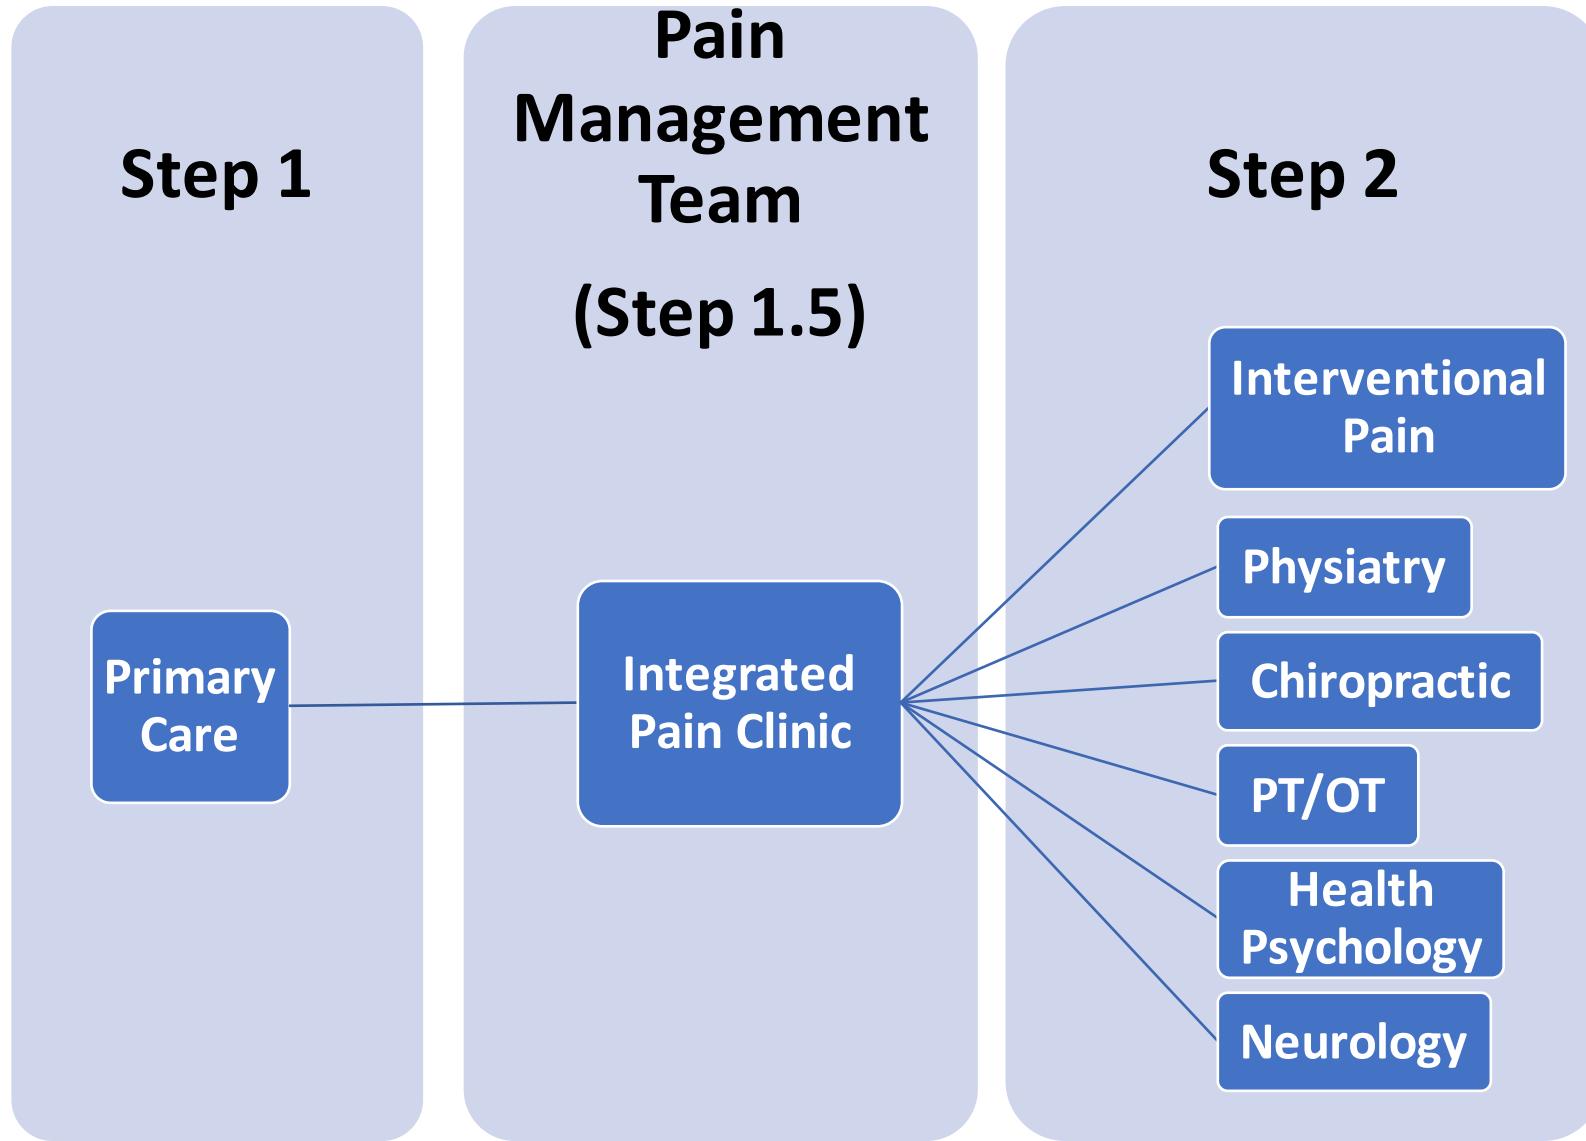 Step 1
Pain
Management
Team
(Step 1.5)
Step 2
Primary
Care
Integrated
Pain Clinic
Interventional
Pain
Physiatry
Chiropractic
PT/OT
Health
Psychology
Neurology